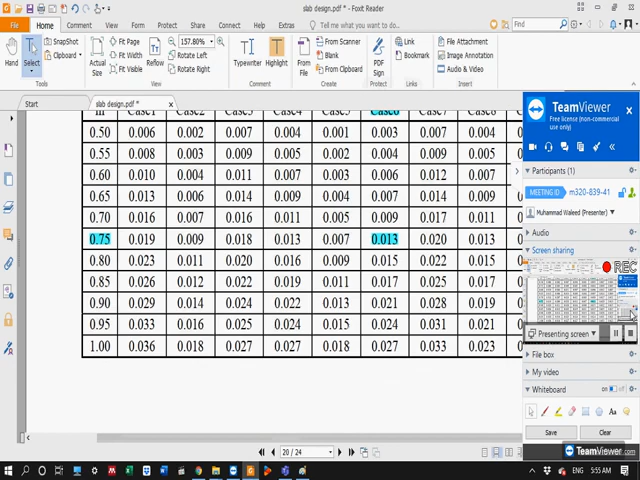 slab design.pdf * - Foxit Reader
File Home Comment View Form Protect Share Connect Help Extras
Tell me what you want to do..
Find
Hand
Select
SnapShot
Clipboard
Actual Size
Fit Page
Fit Width
Fit Visible
Reflow
157.80%
Rotate Left
Rotate Right
Typewriter
Highlight
From File
From Scanner
Blank
From Clipboard
PDF Sign
Link
Bookmark
File Attachment
Image Annotation
Audio & Video
Tools View Comment Create Protect Links Insert
Start slab design.pdf *
m Case1 Case2 Case3 Case4 Case5 Case6 Case7 Case8
0.50 0.006 0.002 0.007 0.004 0.001 0.003 0.007 0.004
0.55 0.008 0.003 0.009 0.005 0.002 0.004 0.009 0.005
0.60 0.010 0.004 0.011 0.007 0.003 0.006 0.012 0.007
0.65 0.013 0.006 0.014 0.009 0.004 0.007 0.014 0.009
0.70 0.016 0.007 0.016 0.011 0.005 0.009 0.017 0.011
0.75 0.019 0.009 0.018 0.013 0.007 0.013 0.020 0.013
0.80 0.023 0.011 0.020 0.016 0.009 0.015 0.022 0.015
0.85 0.026 0.012 0.022 0.019 0.011 0.017 0.025 0.017
0.90 0.029 0.014 0.024 0.022 0.013 0.021 0.028 0.019
0.95 0.033 0.016 0.025 0.024 0.015 0.024 0.031 0.021
1.00 0.036 0.018 0.027 0.027 0.018 0.027 0.033 0.023
20 / 24
TeamViewer
Free license (non-commercial use only)
Participants (1)
MEETING ID m320-839-41
Muhammad Waleed (Presenter)
Audio
Screen sharing
REC
Presenting screen
File box
My video
Whiteboard
on
off
Aa
Save Clear
www.teamviewer.com
TeamViewer
ENG 5:55 AM